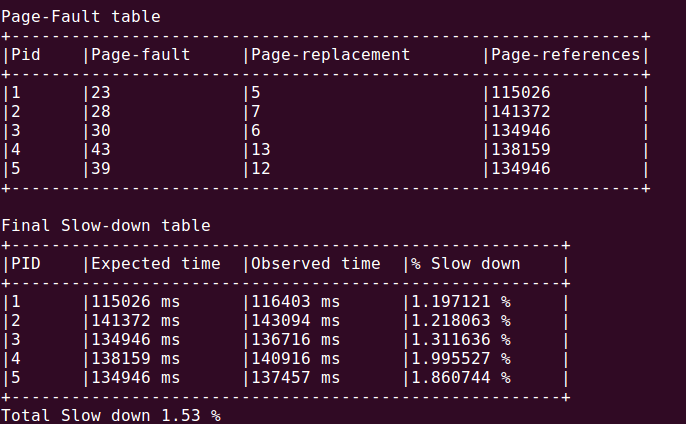 Page-Fault table
+---------------------------------------------------------------+
|Pid    |Page-fault     |Page-replacement       |Page-references|
+---------------------------------------------------------------+
|1      |23             |5                      |115026         |
|2      |28             |7                      |141372         |
|3      |30             |6                      |134946         |
|4      |43             |13                     |138159         |
|5      |39             |12                     |134946         |
+---------------------------------------------------------------+

Final Slow-down table
+-------------------------------------------------------+
|PID    |Expected time  |Observed time  |% Slow down    |
+-------------------------------------------------------+
|1      |115026 ms      |116403 ms      |1.197121 %     |
|2      |141372 ms      |143094 ms      |1.218063 %     |
|3      |134946 ms      |136716 ms      |1.311636 %     |
|4      |138159 ms      |140916 ms      |1.995527 %     |
|5      |134946 ms      |137457 ms      |1.860744 %     |
+-------------------------------------------------------+
Total Slow down 1.53 %